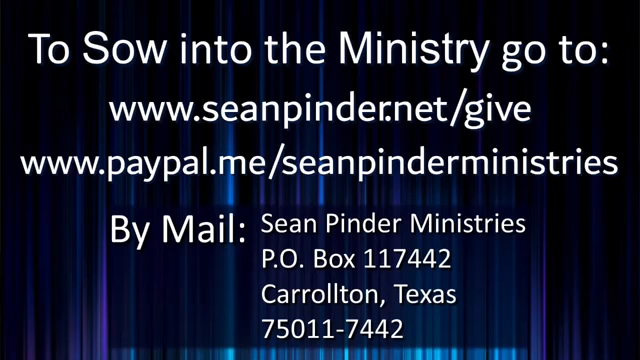 To Sow into the Ministry go to:
www.seanpinder.net/give
www.paypal.me/seanpinderministries
By Mail: Sean Pinder Ministries
P.O. Box 117442
Carrollton, Texas
75011-7442